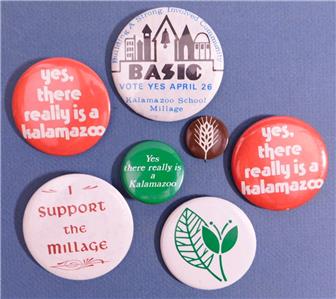 Building A Strong, Involved Community
BASIC
VOTE YES APRIL 26
Kalamazoo School
Millage
yes,
there
really is a
kalamazoo
yes,
there
really is a
kalamazoo
Yes
there really is
a
Kalamazoo
I
Support
the
Millage